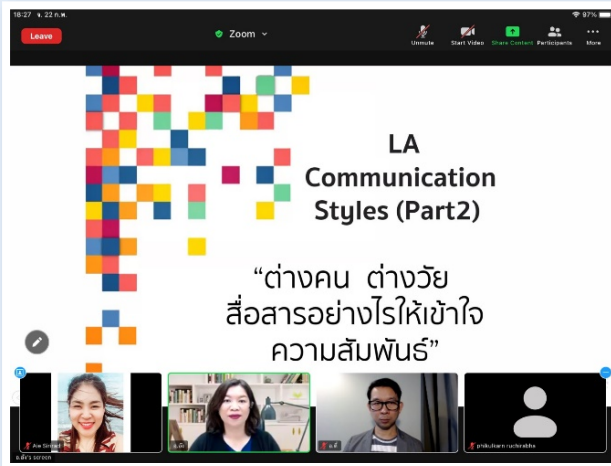 18:27 จ. 22 ก.พ.
97%
Leave
Zoom
Unmute
Start Video
Share Content
Participants
More
LA
Communication
Styles (Part2)
“ต่างคน ต่างวัย
สื่อสารอย่างไรให้เข้าใจ
ความสัมพันธ์”
phikulkarn ruchirabha